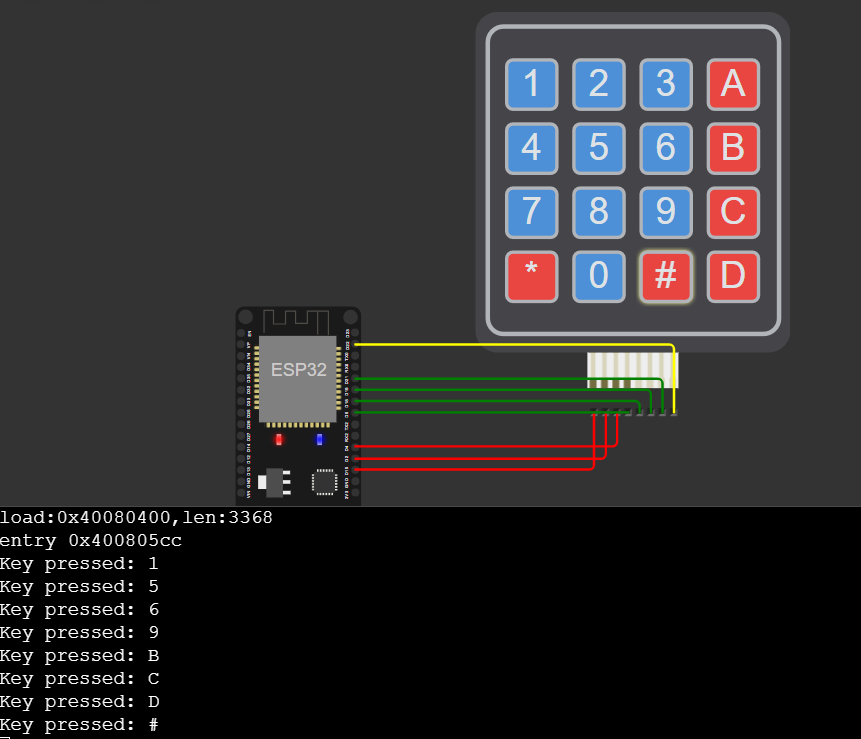 1 2 3 A
4 5 6 B
7 8 9 C
* 0 # D
ESP32
load:0x40080400,len:3368
entry 0x400805cc
Key pressed: 1
Key pressed: 5
Key pressed: 6
Key pressed: 9
Key pressed: B
Key pressed: C
Key pressed: D
Key pressed: #